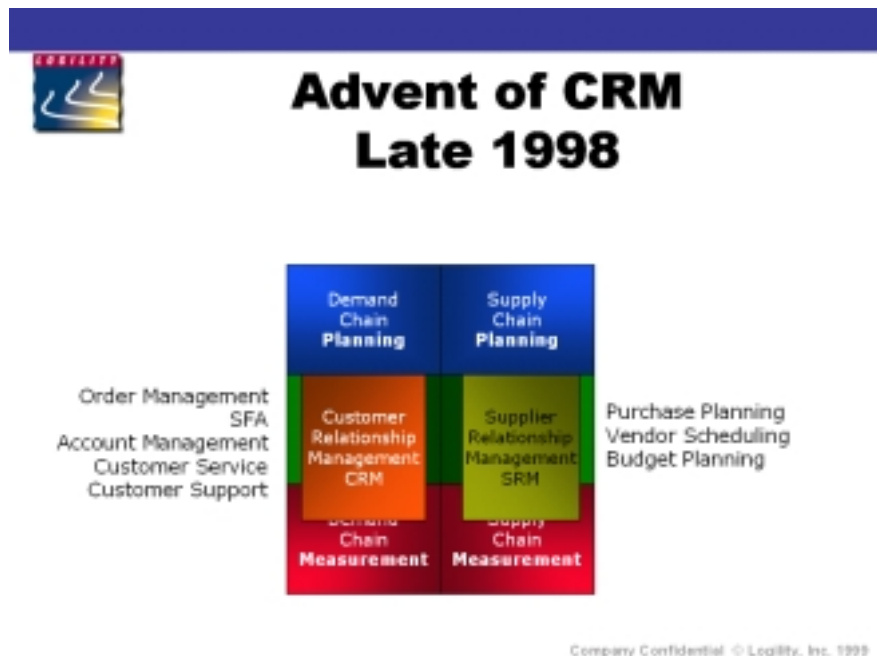 LOGILITY
Advent of CRM
Late 1998
Demand
Chain
Planning
Supply
Chain
Planning
Order Management
SFA
Account Management
Customer Service
Customer Support
Customer
Relationship
Management
CRM
Supplier
Relationship
Management
SRM
Purchase Planning
Vendor Scheduling
Budget Planning
Demand
Chain
Measurement
Supply
Chain
Measurement
Company Confidential © Logility, Inc. 1999